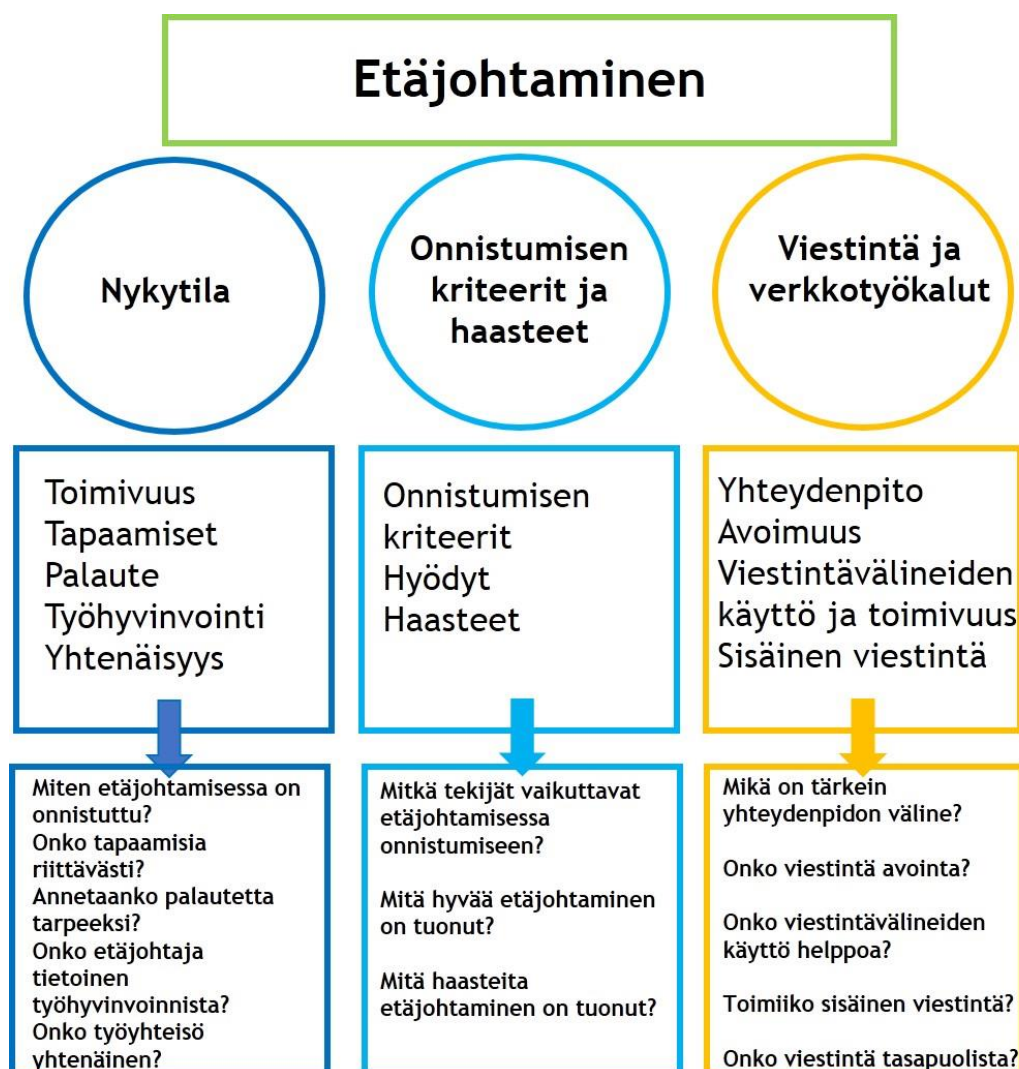 Etäjohtaminen
Nykytila
Onnistumisen
kriteerit ja
haasteet
Viestintä ja
verkkotyökalut
Toimivuus
Tapaamiset
Palaute
Työhyvinvointi
Yhtenäisyys
Onnistumisen
kriteerit
Hyödyt
Haasteet
Yhteydenpito
Avoimuus
Viestintävälineiden
käyttö ja toimivuus
Sisäinen viestintä
Miten etäjohtamisessa on
onnistuttu?
Onko tapaamisia
riittävästi?
Annetaanko palautetta
tarpeeksi?
Onko etäjohtaja
tietoinen
työhyvinvoinnista?
Onko työyhteisö
yhtenäinen?
Mitkä tekijät vaikuttavat
etäjohtamisessa
onnistumiseen?
Mitä hyvää etäjohtaminen
on tuonut?
Mitä haasteita
etäjohtaminen on tuonut?
Mikä on tärkein
yhteydenpidon väline?
Onko viestintä avointa?
Onko viestintävälineiden
käyttö helppoa?
Toimiiko sisäinen viestintä?
Onko viestintä tasapuolista?